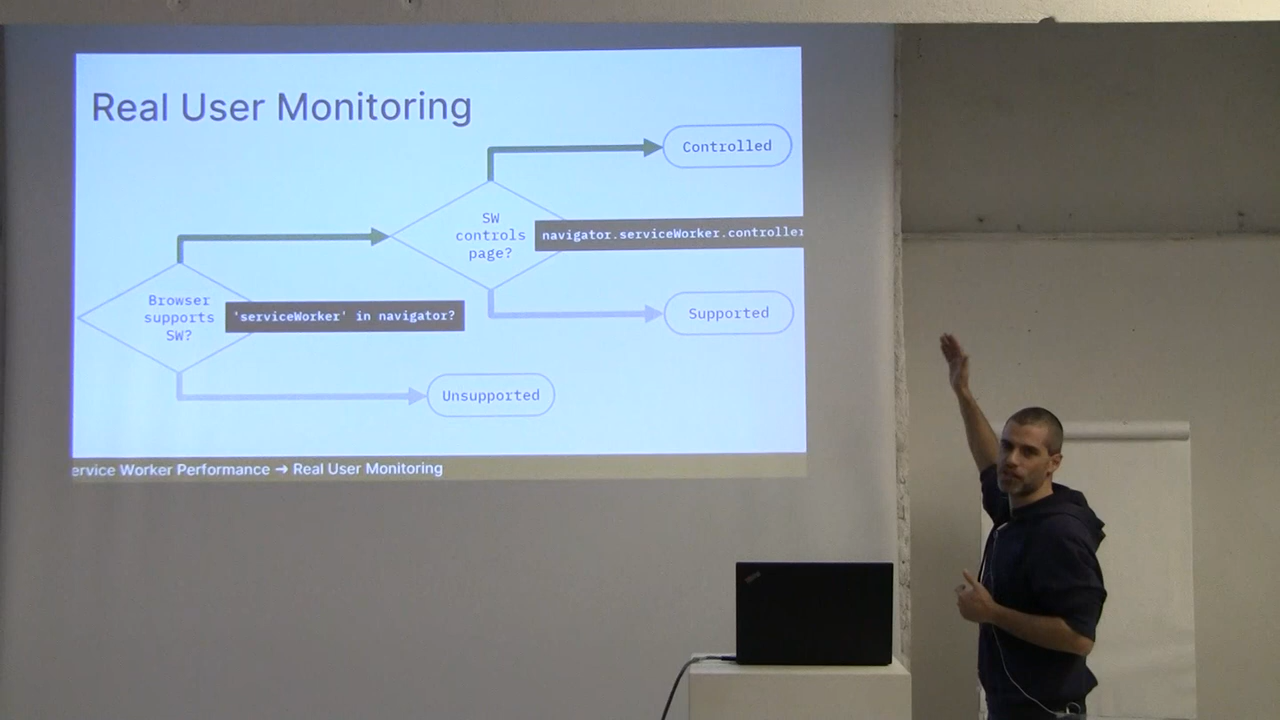 Real User Monitoring
Controlled
SW
controls
page?
navigator.serviceWorker.controller
Browser
supports
SW?
'serviceWorker' in navigator?
Supported
Unsupported
ervice Worker Performance → Real User Monitoring